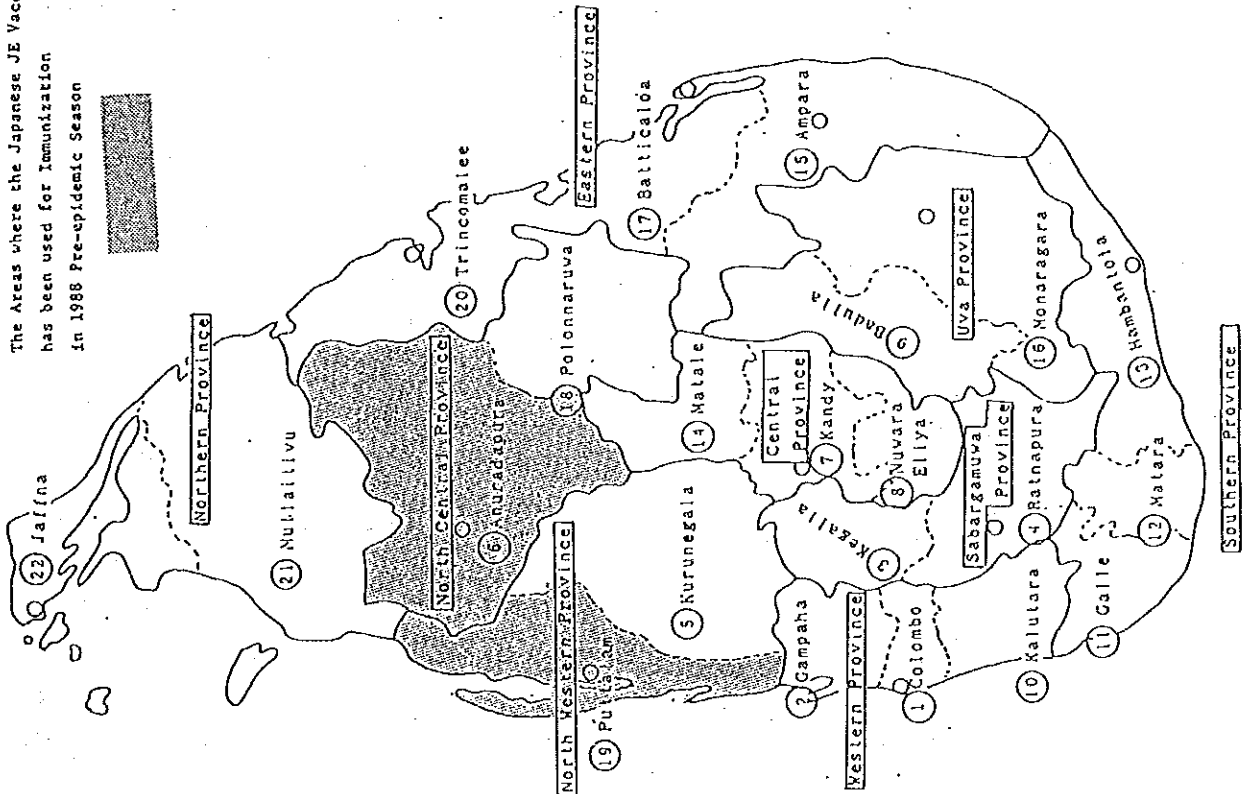 The Areas where the Japanese JE Vacc
has been used for Immunization
in 1988 Pre-epidemic Season
22 Jaffna
Northern Province
21 Mullaitivu
North Central Province
6 Anuradapura
20 Trincomalee
Eastern Province
18 Polonnaruwa
North Western Province
19 Puttalam
5 Kurunegala
14 Matale
17 Batticaloa
15 Ampara
Central
Province
7 Kandy
9 Badulla
Uva Province
2 Gampaha
3 Kegalla
8 Nuwara
Eliya
Western Province
1 Colombo
Sabaragamuwa
Province
4 Ratnapura
16 Monaragara
10 Kalutara
11 Galle
12 Matara
13 Hambantota
Southern Province